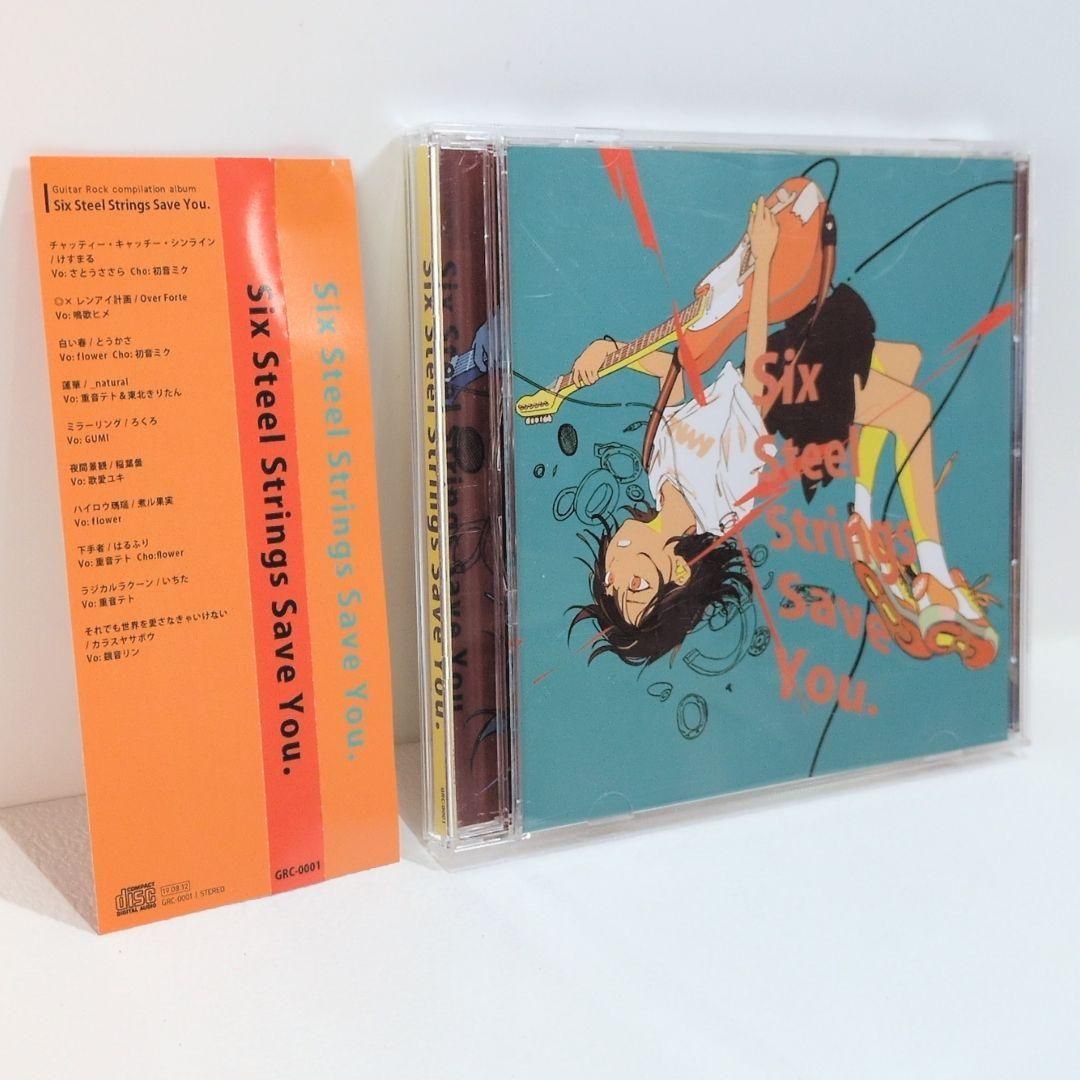 Guitar Rock compilation album
Six Steel Strings Save You.
チャッティー・キャッチー・シンライン
/ けすまる
Vo: さとうささら Cho: 初音ミク
◎× レンアイ計画 / Over Forte
Vo: 鳴歌ヒメ
白い春 / とうかさ
Vo: flower Cho: 初音ミク
蓮華 / _natural
Vo: 重音テト＆東北きりたん
ミラーリング / ろくろ
Vo: GUMI
夜間景観 / 稲葉曇
Vo: 歌愛ユキ
ハイロウ瑪瑙 / 煮ル果実
Vo: flower
下手者 / はるふり
Vo: 重音テト Cho:flower
ラジカルラクーン / いちた
Vo: 重音テト
それでも世界を愛さなきゃいけない
/ カラスヤサボウ
Vo: 鏡音リン
COMPACT
disc
DIGITAL AUDIO
19.08.12
GRC-0001 | STEREO
Six Steel Strings Save You.
GRC-0001
Six Steel Strings Save You.
Six Steel Strings Save You.
GRC-0001
Six Steel Strings Save You.
Six
Steel
Strings
Save
You.